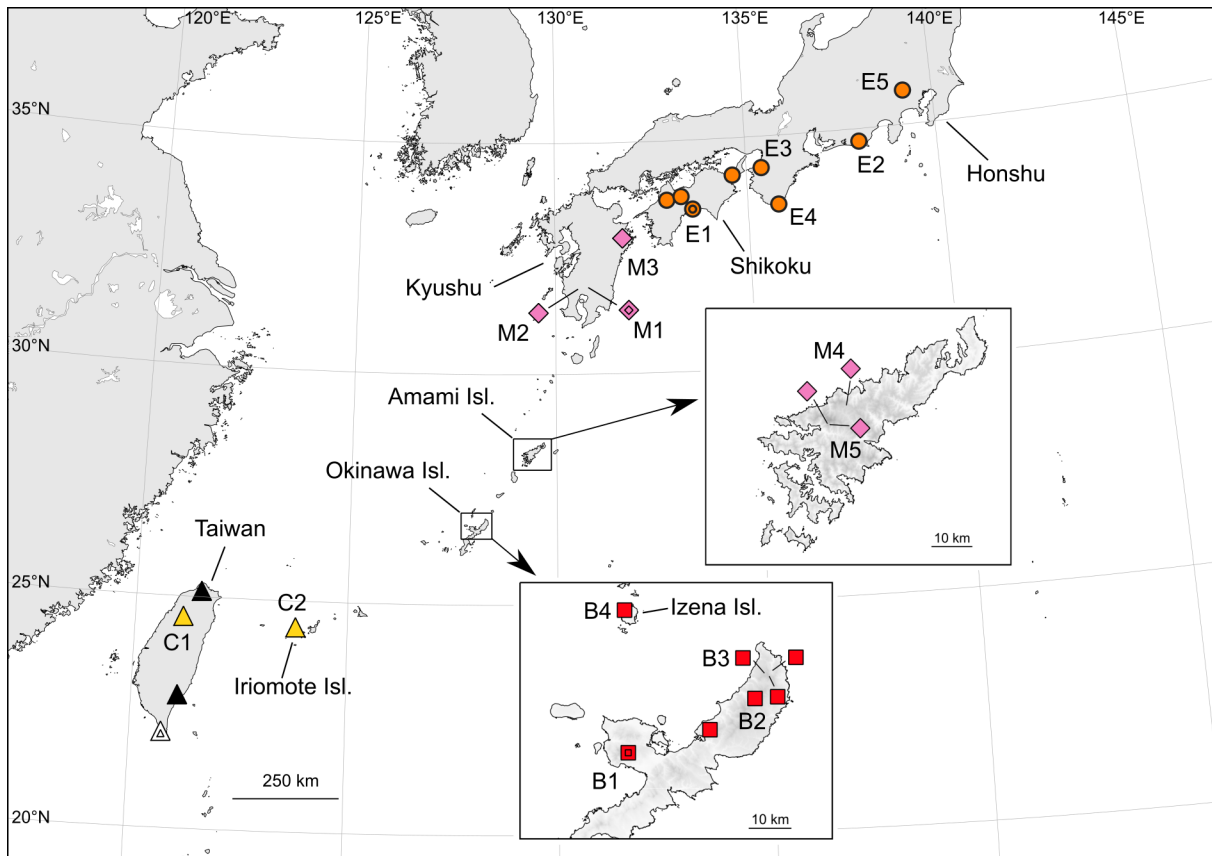 120°E
125°E
130°E
135°E
140°E
145°E
35°N
E5
E3
E2
Honshu
E4
E1
Shikoku
M3
Kyushu
M2
M1
30°N
M4
Amami Isl.
M5
Okinawa Isl.
10 km
Taiwan
25°N
C2
B4
Izena Isl.
C1
B3
Iriomote Isl.
B2
B1
250 km
10 km
20°N